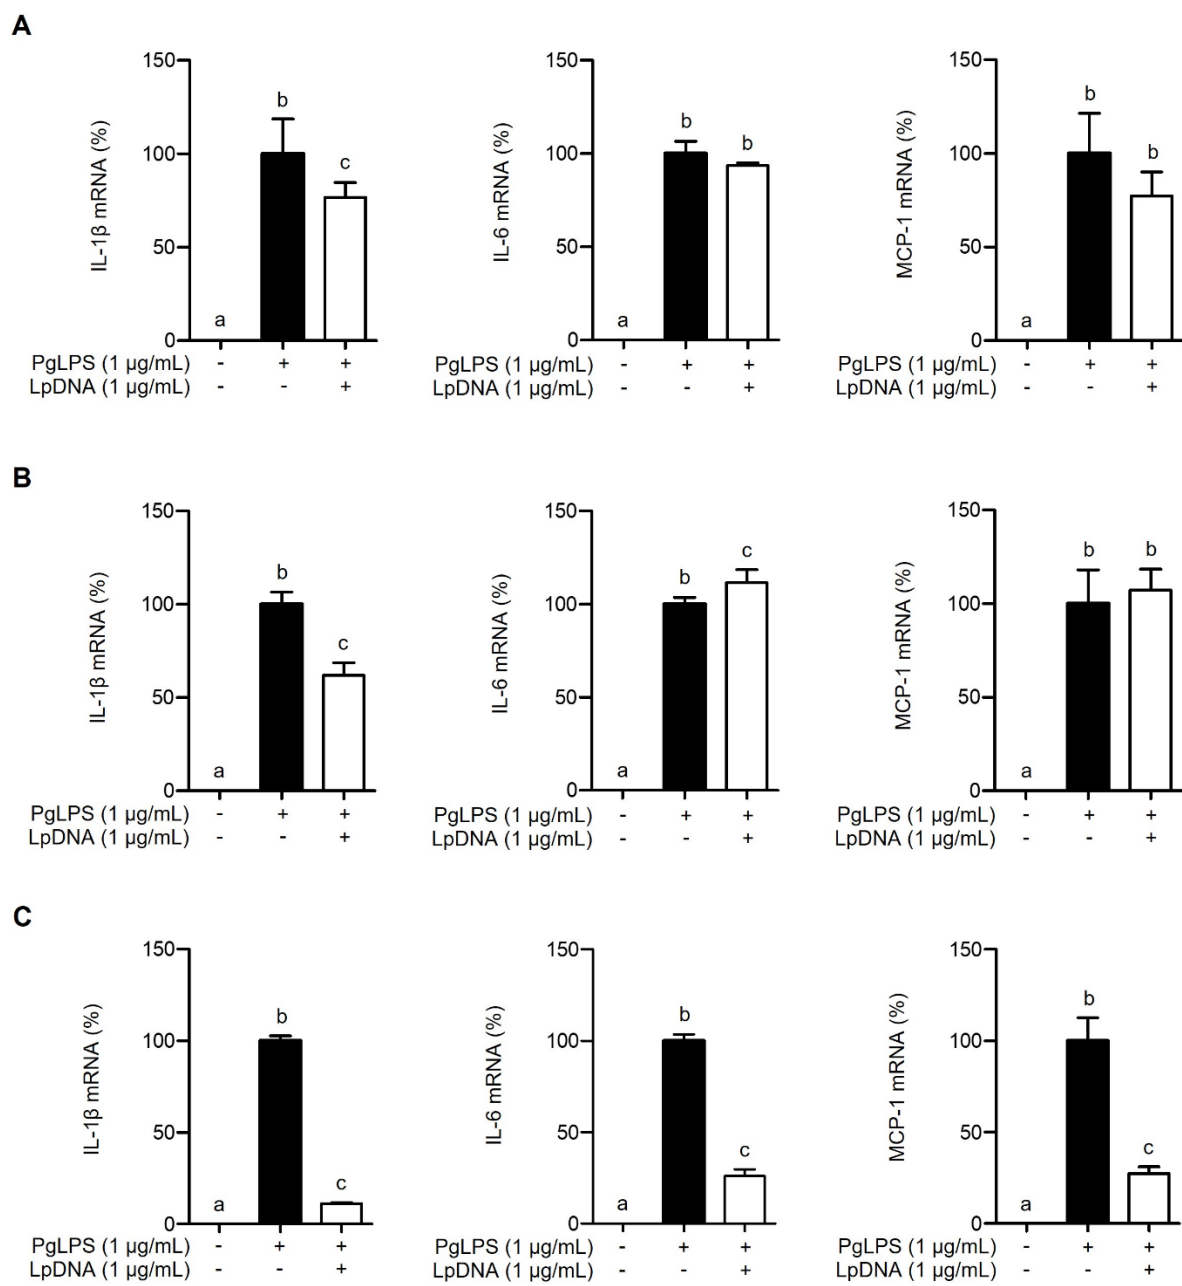 A
150 150 150
b b b
c b b
100 100 100
IL-1β mRNA (%) IL-6 mRNA (%) MCP-1 mRNA (%)
50 50 50
a a a
0 0 0
PgLPS (1 µg/mL) - + + PgLPS (1 µg/mL) - + + PgLPS (1 µg/mL) - + +
LpDNA (1 µg/mL) - - + LpDNA (1 µg/mL) - - + LpDNA (1 µg/mL) - - +
B
150 150 150
b b c b b
c
100 100 100
IL-1β mRNA (%) IL-6 mRNA (%) MCP-1 mRNA (%)
50 50 50
a a a
0 0 0
PgLPS (1 µg/mL) - + + PgLPS (1 µg/mL) - + + PgLPS (1 µg/mL) - + +
LpDNA (1 µg/mL) - - + LpDNA (1 µg/mL) - - + LpDNA (1 µg/mL) - - +
C
150 150 150
b b b
100 100 100
IL-1β mRNA (%) IL-6 mRNA (%) MCP-1 mRNA (%)
50 50 50
c c c
a a a
0 0 0
PgLPS (1 µg/mL) - + + PgLPS (1 µg/mL) - + + PgLPS (1 µg/mL) - + +
LpDNA (1 µg/mL) - - + LpDNA (1 µg/mL) - - + LpDNA (1 µg/mL) - - +